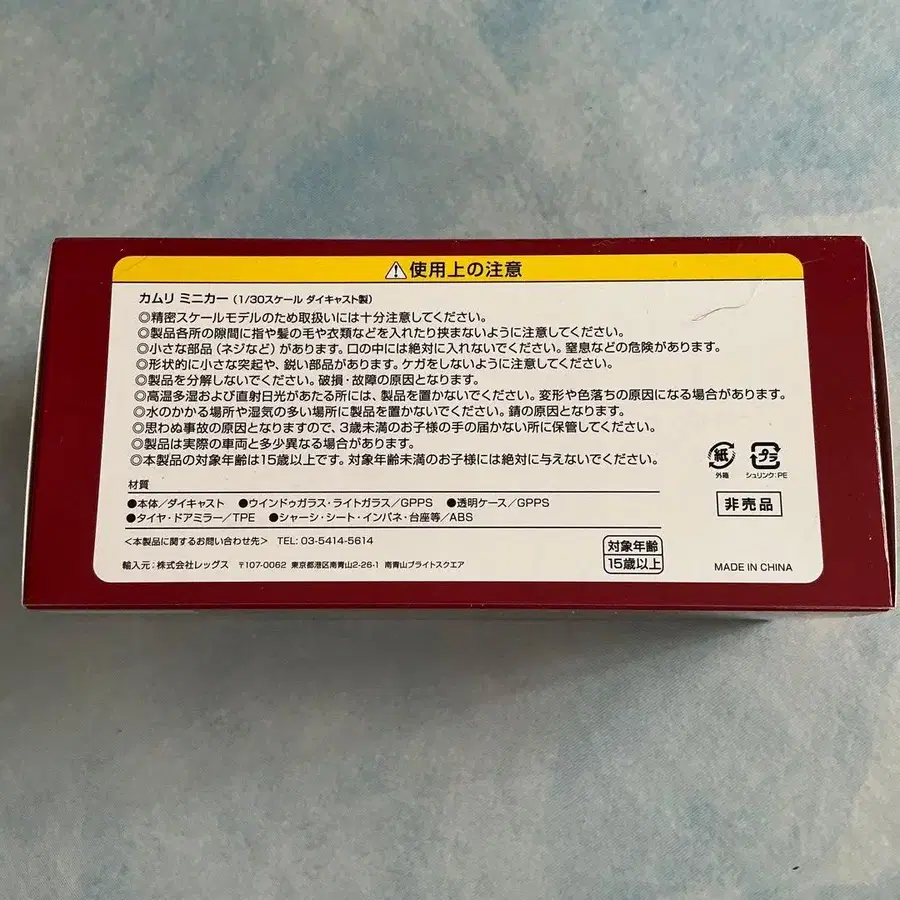 ⚠使用上の注意
カムリ ミニカー(1/30スケール ダイキャスト製)
◎精密スケールモデルのため取扱いには十分注意してください。
◎製品各所の隙間に指や髪の毛や衣類などを入れたり挟まないように注意してください。
◎小さな部品(ネジなど)があります。口の中には絶対に入れないでください。窒息などの危険があります。
◎形状的に小さな突起や、鋭い部品があります。ケガをしないように注意してください。
◎製品を分解しないでください。破損・故障の原因となります。
◎高温多湿および直射日光があたる所には、製品を置かないでください。変形や色落ちの原因になる場合があります。
◎水のかかる場所や湿気の多い場所に製品を置かないでください。錆の原因となります。
◎思わぬ事故の原因となりますので、3歳未満のお子様の手の届かない所に保管してください。
◎製品は実際の車両と多少異なる場合があります。
◎本製品の対象年齢は15歳以上です。対象年齢未満のお子様には絶対に与えないでください。
紙 外箱
プラ シュリンク:PE
非売品
材質
●本体/ダイキャスト ●ウインドゥガラス・ライトガラス/GPPS ●透明ケース/GPPS
●タイヤ・ドアミラー/TPE ●シャーシ・シート・インパネ・台座等/ABS
<本製品に関するお問い合わせ先> TEL: 03-5414-5614
輸入元:株式会社レッグス 〒107-0062 東京都港区南青山2-26-1 南青山ブライトスクエア
対象年齢
15歳以上
MADE IN CHINA